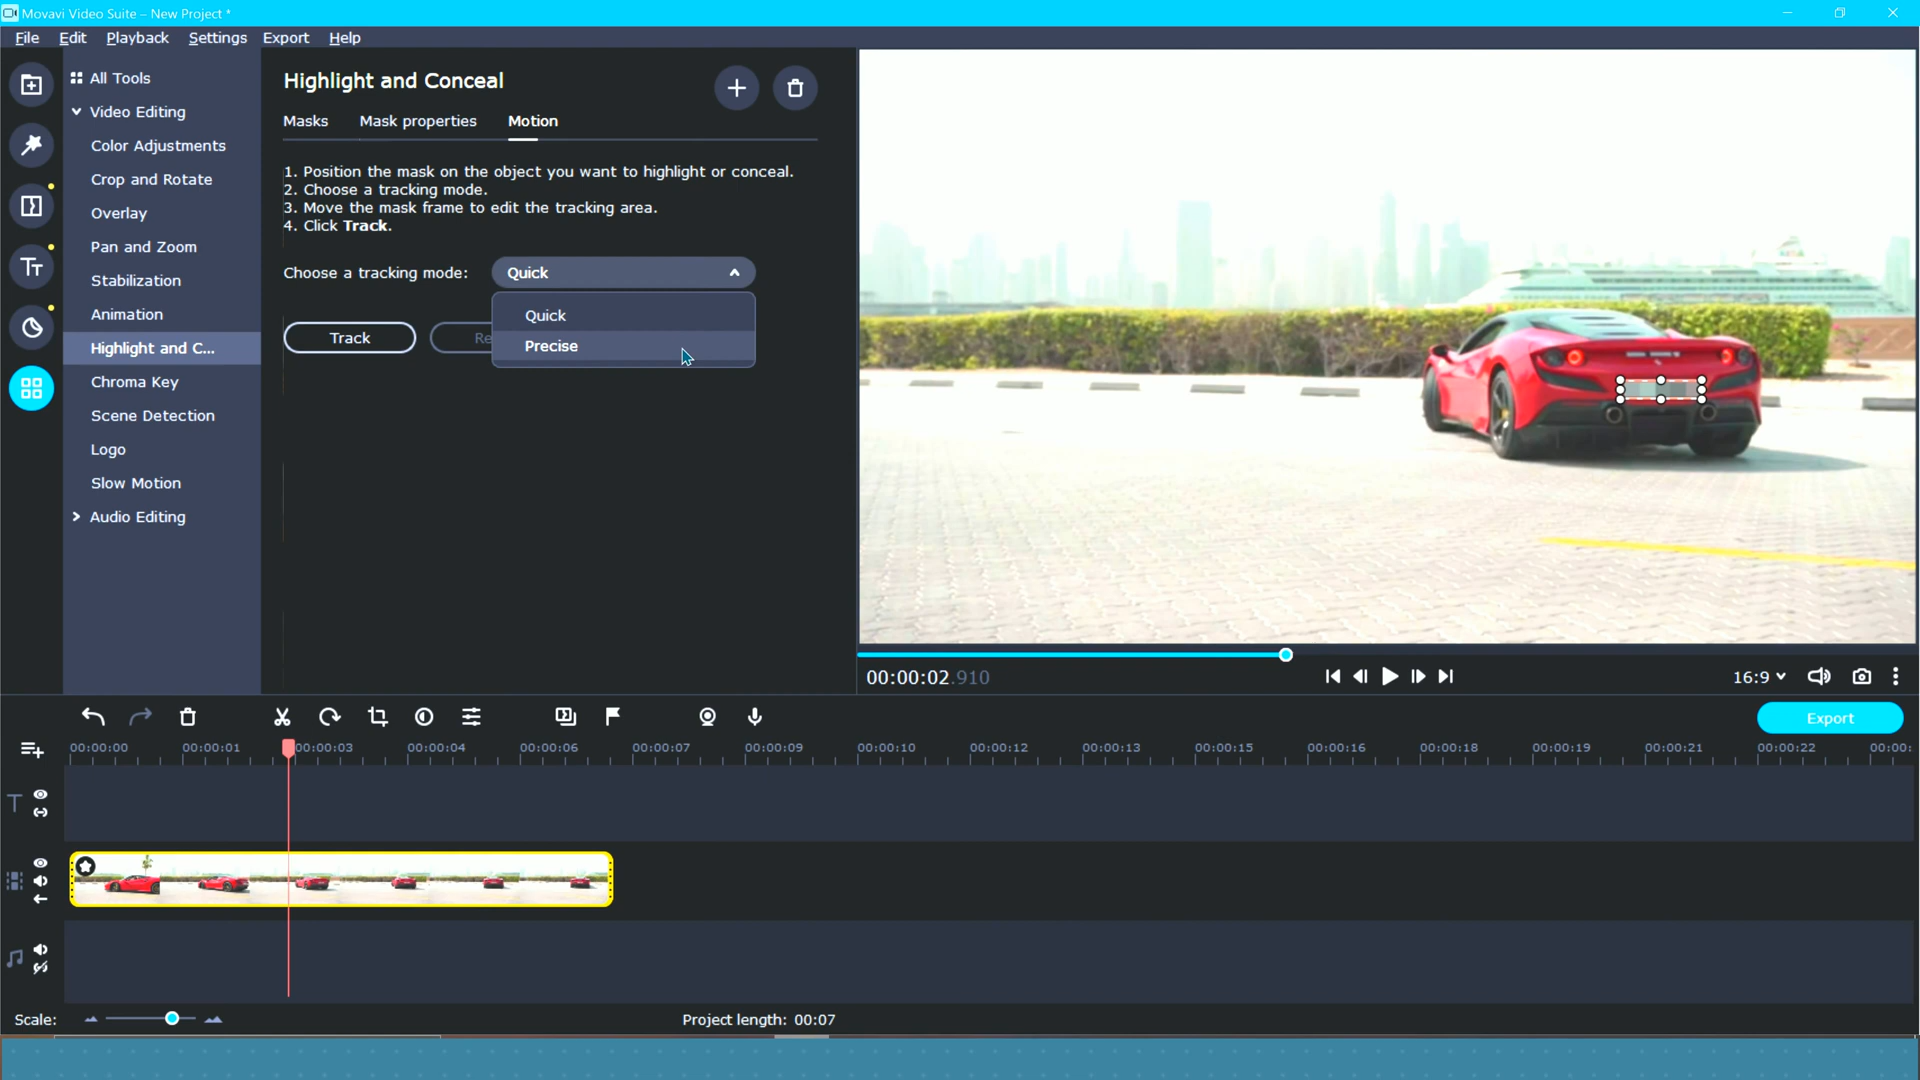 Movavi Video Suite – New Project *
File Edit Playback Settings Export Help
All Tools
Video Editing
Color Adjustments
Crop and Rotate
Overlay
Pan and Zoom
Stabilization
Animation
Highlight and C...
Chroma Key
Scene Detection
Logo
Slow Motion
Audio Editing
Highlight and Conceal
Masks Mask properties Motion
1. Position the mask on the object you want to highlight or conceal.
2. Choose a tracking mode.
3. Move the mask frame to edit the tracking area.
4. Click Track.
Choose a tracking mode: Quick
Quick
Precise
Track Re
00:00:02.910
16:9
Export
00:00:00 00:00:01 00:00:03 00:00:04 00:00:06 00:00:07 00:00:09 00:00:10 00:00:12 00:00:13 00:00:15 00:00:16 00:00:18 00:00:19 00:00:21 00:00:22 00:00:
Scale:
Project length: 00:07